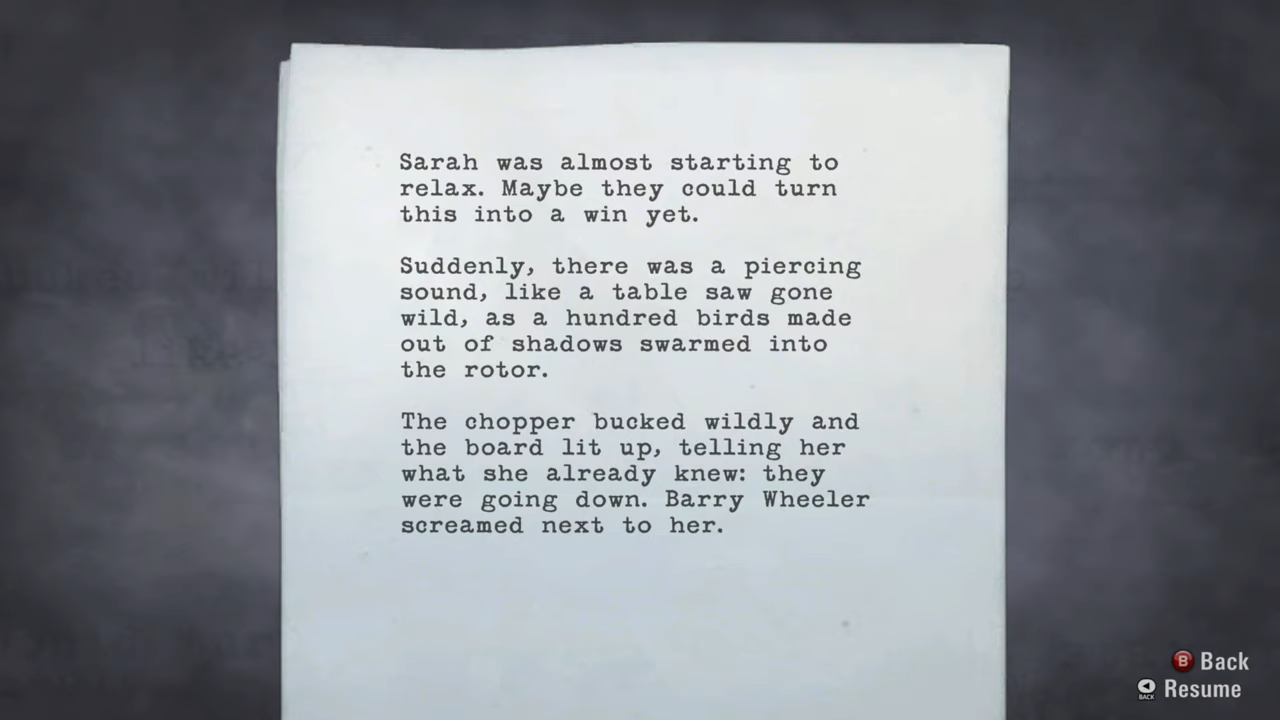 Sarah was almost starting to
relax. Maybe they could turn
this into a win yet.
Suddenly, there was a piercing
sound, like a table saw gone
wild, as a hundred birds made
out of shadows swarmed into
the rotor.
The chopper bucked wildly and
the board lit up, telling her
what she already knew: they
were going down. Barry Wheeler
screamed next to her.
B Back
BACK Resume